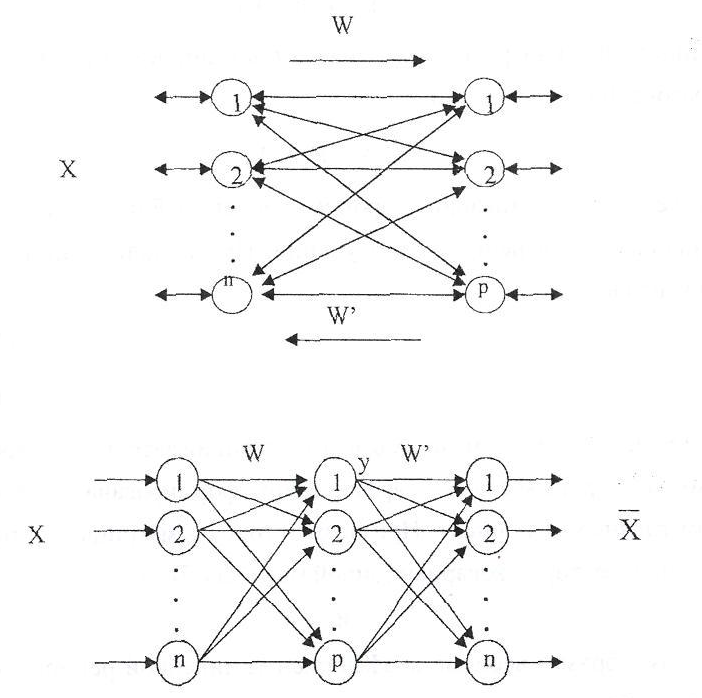 W
1 1
X 2 2
n p
W’
W y W’
1 1 1
X 2 2 2 X̅
n p n